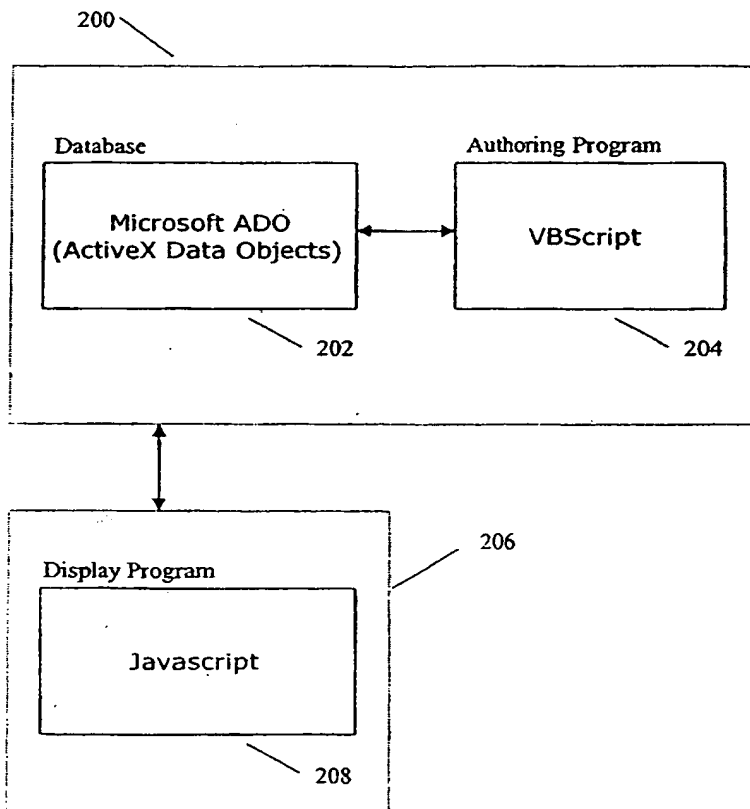 200
Database
Authoring Program
Microsoft ADO
(ActiveX Data Objects)
VBScript
202
204
206
Display Program
Javascript
208